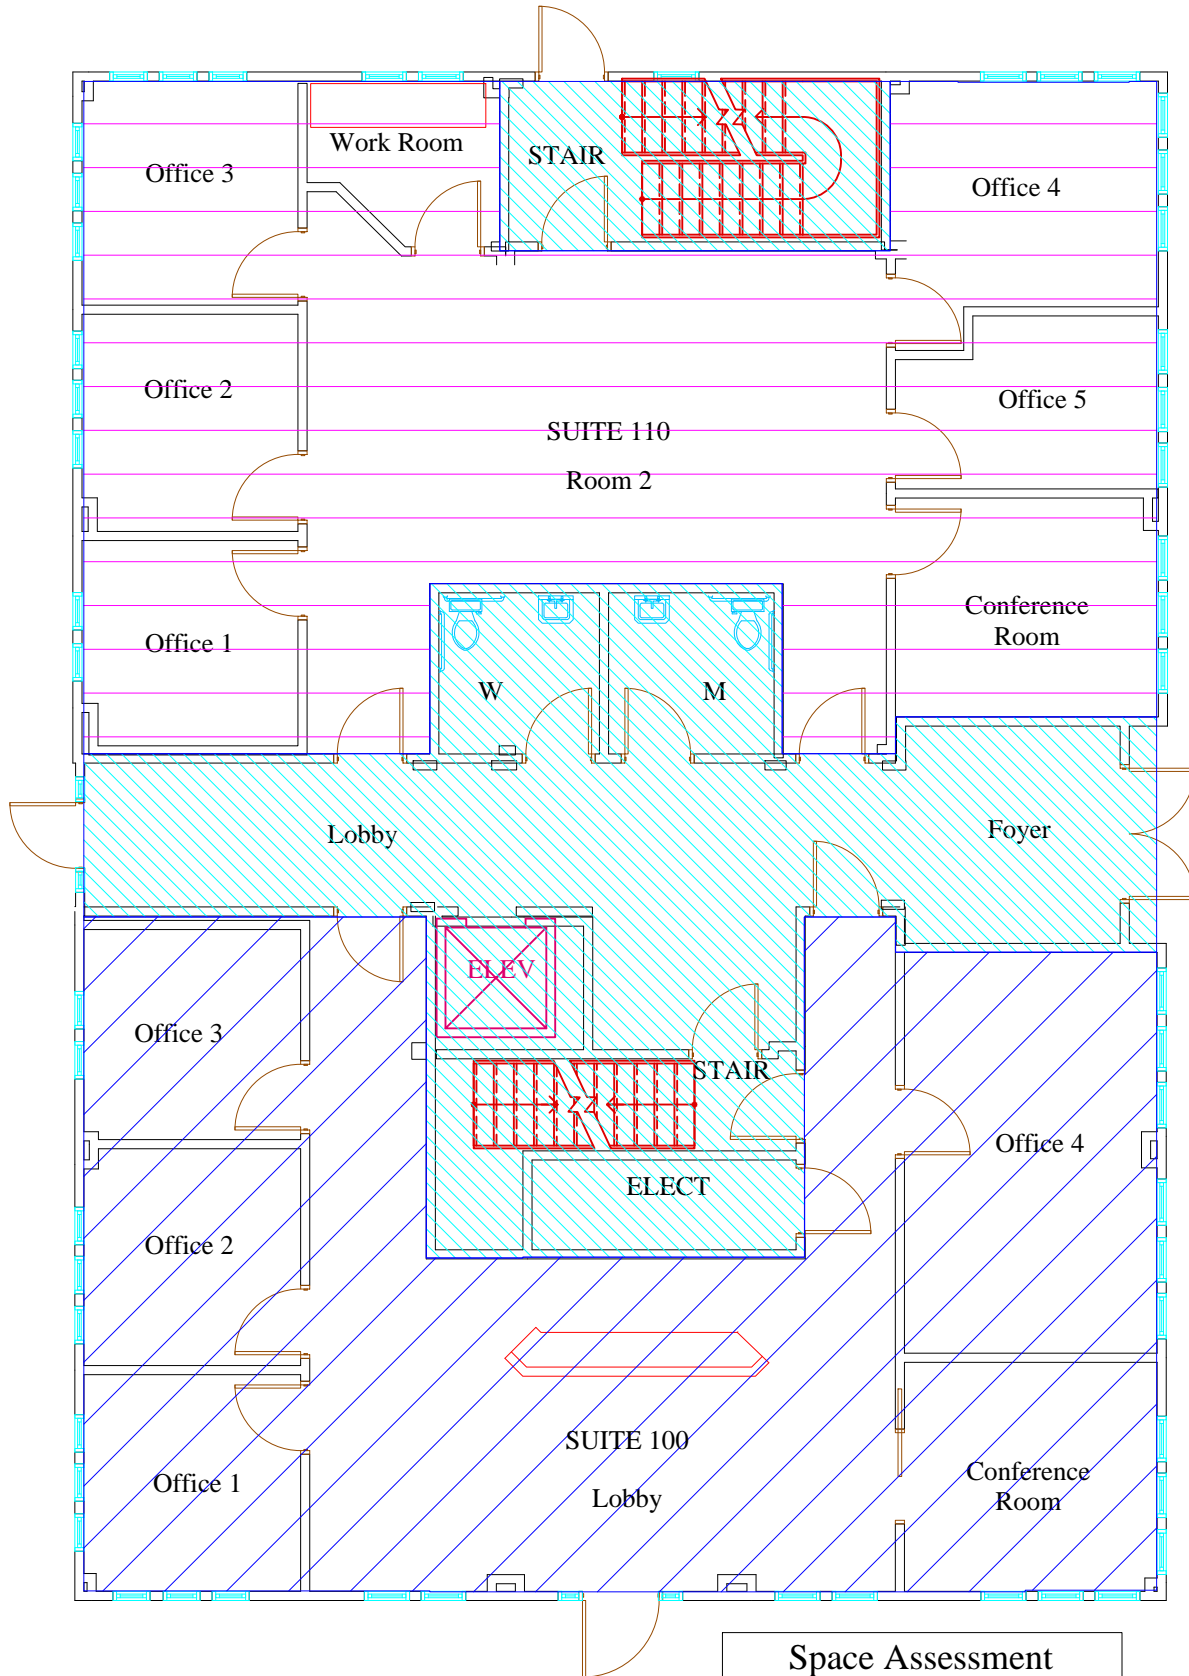 Work Room
STAIR
Office 3
Office 4
Office 2
Office 5
SUITE 110
Room 2
Conference
Room
Office 1
W
M
Lobby
Foyer
ELEV
Office 3
STAIR
Office 4
ELECT
Office 2
SUITE 100
Lobby
Office 1
Conference
Room
Space Assessment